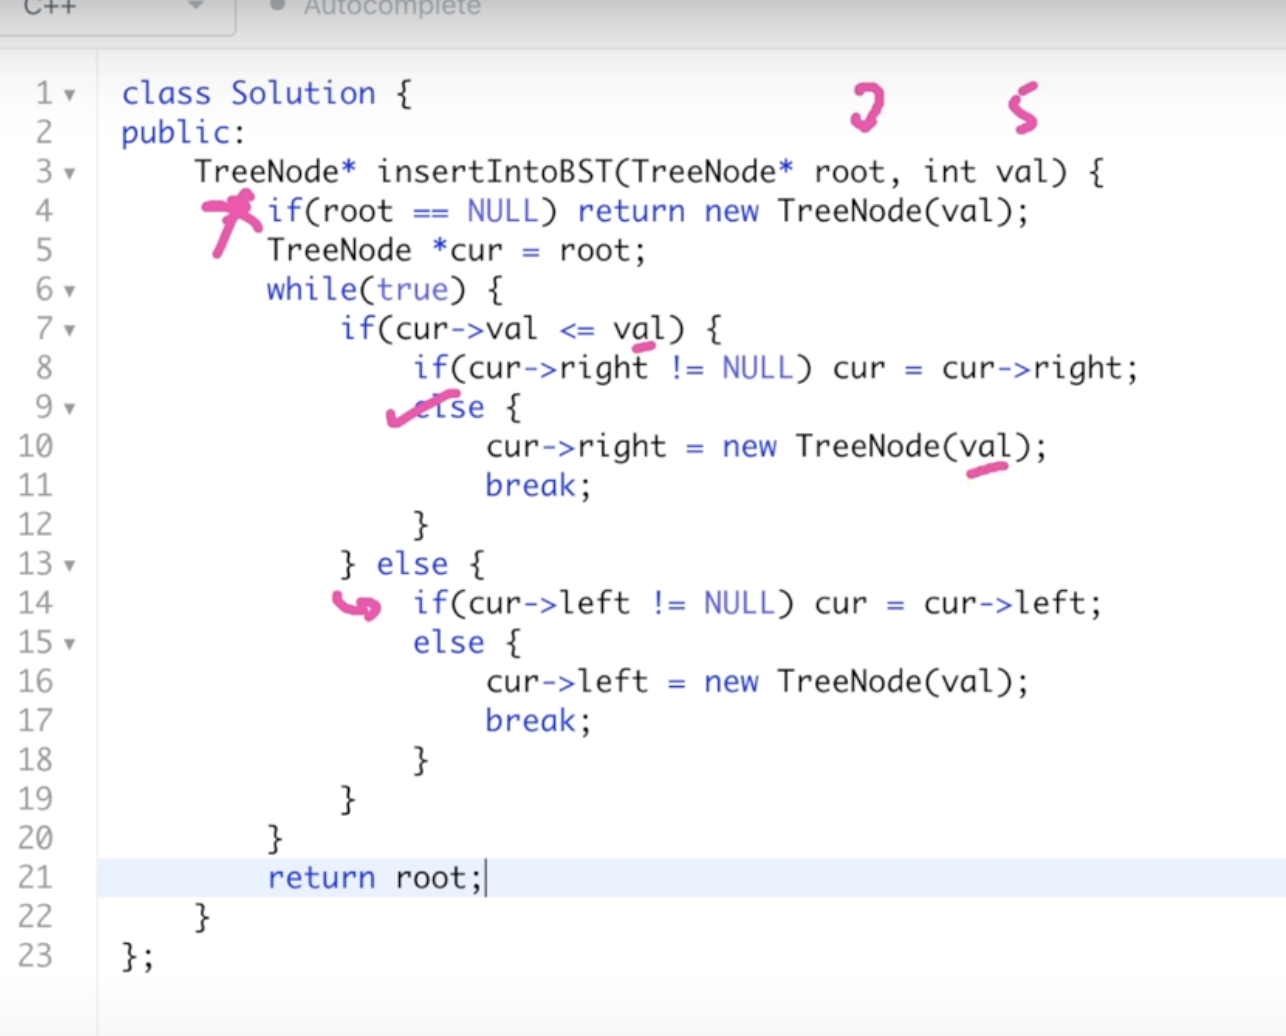 C++ Autocomplete
1 class Solution {
2 public:
3 TreeNode* insertIntoBST(TreeNode* root, int val) {
4 if(root == NULL) return new TreeNode(val);
5 TreeNode *cur = root;
6 while(true) {
7 if(cur->val <= val) {
8 if(cur->right != NULL) cur = cur->right;
9 else {
10 cur->right = new TreeNode(val);
11 break;
12 }
13 } else {
14 if(cur->left != NULL) cur = cur->left;
15 else {
16 cur->left = new TreeNode(val);
17 break;
18 }
19 }
20 }
21 return root;
22 }
23 };